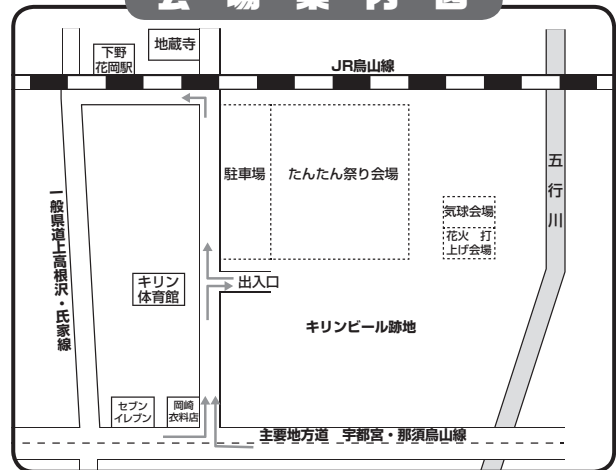 会場案内図
下野
花岡駅
地蔵寺
JR烏山線
駐車場
たんたん祭り会場
五行川
気球会場
花火 打
上げ会場
一般県道上高根沢・氏家線
キリン
体育館
出入口
キリンビール跡地
セブン
イレブン
岡崎
衣料店
主要地方道 宇都宮・那須烏山線